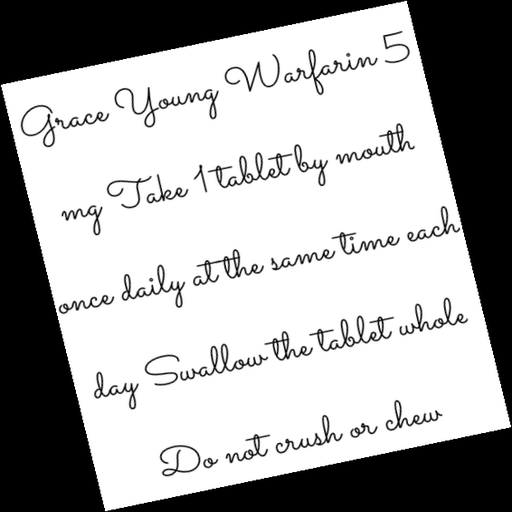 Grace Young Warfarin 5
mg Take 1 tablet by mouth
once daily at the same time each
day Swallow the tablet whole
Do not crush or chew